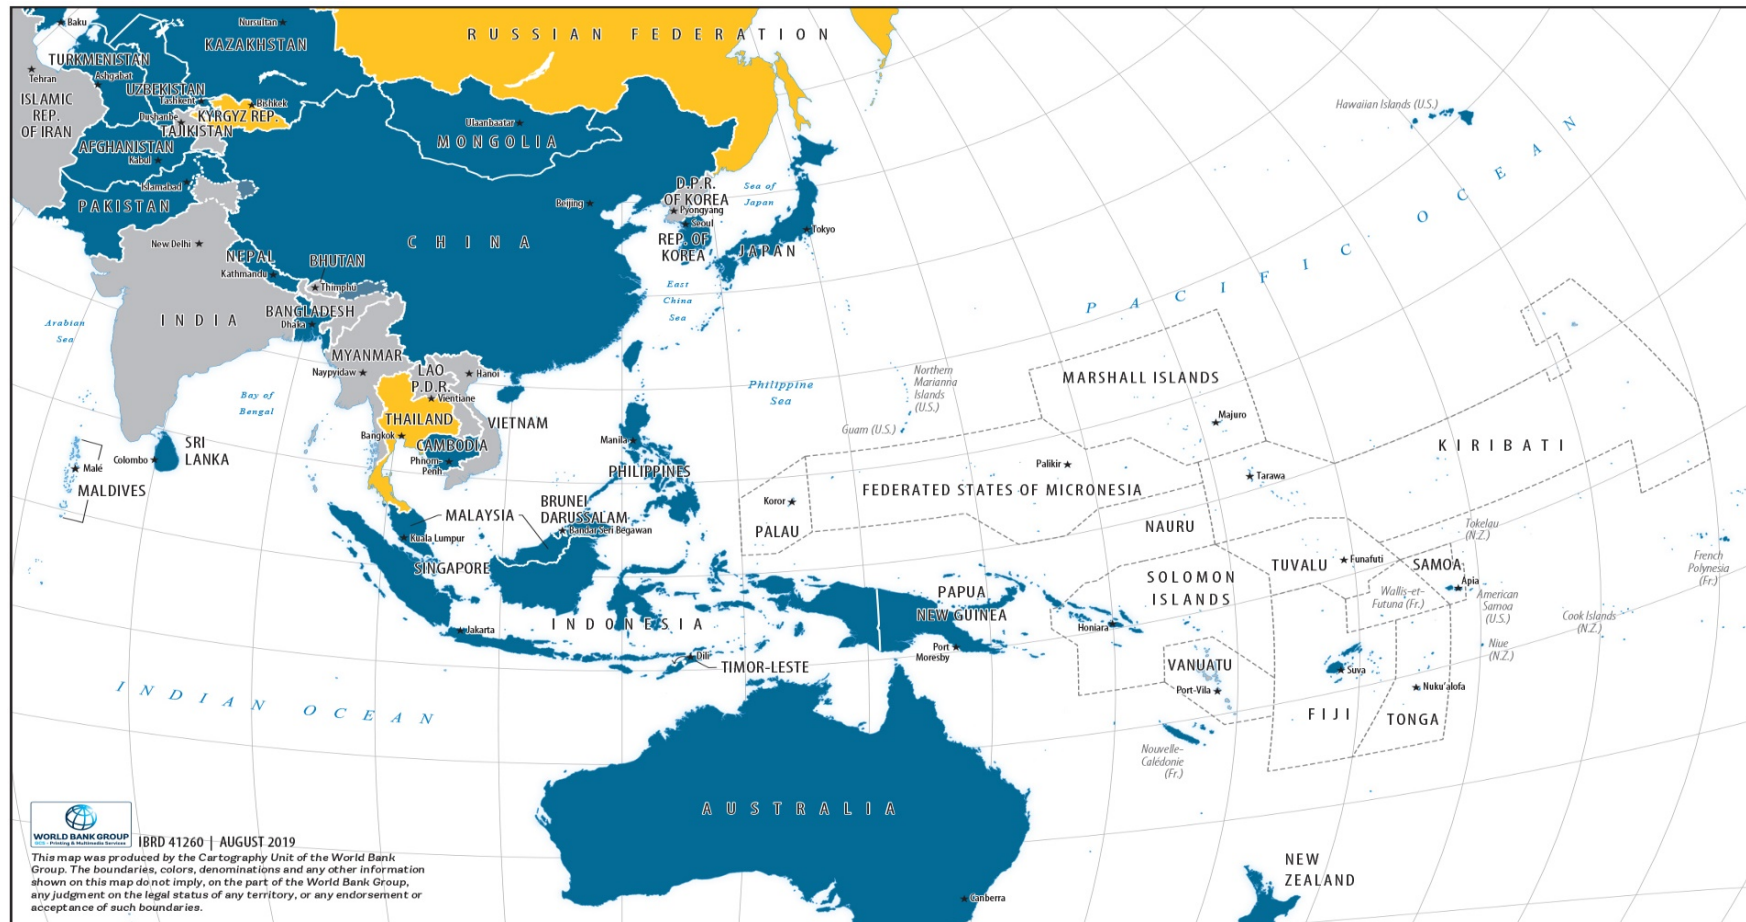 Baku
Nursultan
KAZAKHSTAN
RUSSIAN FEDERATION
TURKMENISTAN
Ashgabat
Tehran
ISLAMIC
REP.
OF IRAN
UZBEKISTAN
Tashkent
Bishkek
KYRGYZ REP.
Dushanbe
TAJIKISTAN
AFGHANISTAN
Kabul
Islamabad
PAKISTAN
Ulaanbaatar
MONGOLIA
Hawaiian Islands (U.S.)
PACIFIC OCEAN
D.P.R.
OF KOREA
Pyongyang
Seoul
REP. OF
KOREA
Sea of
Japan
JAPAN
Tokyo
Beijing
CHINA
New Delhi
NEPAL
Kathmandu
BHUTAN
Thimphu
INDIA
BANGLADESH
Dhaka
East
China
Sea
Arabian
Sea
MYANMAR
Naypyidaw
LAO
P.D.R.
Hanoi
Vientiane
Bay of
Bengal
THAILAND
Bangkok
VIETNAM
CAMBODIA
Phnom-
Penh
Philippine
Sea
Northern
Marianna
Islands
(U.S.)
Guam (U.S.)
MARSHALL ISLANDS
Majuro
KIRIBATI
SRI
LANKA
Colombo
Malé
MALDIVES
Manila
PHILIPPINES
Palikir
FEDERATED STATES OF MICRONESIA
Tarawa
Koror
PALAU
BRUNEI
DARUSSALAM
Bandar Seri Begawan
MALAYSIA
Kuala Lumpur
SINGAPORE
NAURU
Tokelau
(N.Z.)
French
Polynesia
(Fr.)
TUVALU
Funafuti
SAMOA
Apia
SOLOMON
ISLANDS
Honiara
Wallis-et-
Futuna (Fr.)
American
Samoa
(U.S.)
Cook Islands
(N.Z.)
Niue
(N.Z.)
PAPUA
NEW GUINEA
Port
Moresby
Jakarta
INDONESIA
Dili
TIMOR-LESTE
VANUATU
Port-Vila
Suva
FIJI
Nuku'alofa
TONGA
INDIAN OCEAN
Nouvelle-
Calédonie
(Fr.)
AUSTRALIA
Canberra
NEW
ZEALAND
WORLD BANK GROUP
GCS - Printing & Multimedia Services
IBRD 41260 | AUGUST 2019
This map was produced by the Cartography Unit of the World Bank
Group. The boundaries, colors, denominations and any other information
shown on this map do not imply, on the part of the World Bank Group,
any judgment on the legal status of any territory, or any endorsement or
acceptance of such boundaries.